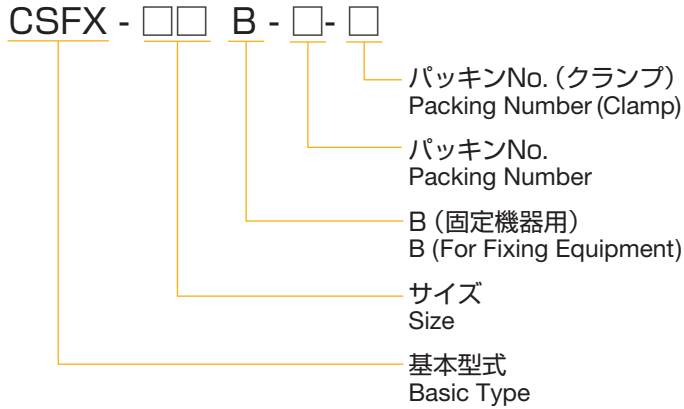 CSFX - □□ B - □ - □
パッキンNo.（クランプ）
Packing Number (Clamp)
パッキンNo.
Packing Number
B（固定機器用）
B (For Fixing Equipment)
サイズ
Size
基本型式
Basic Type